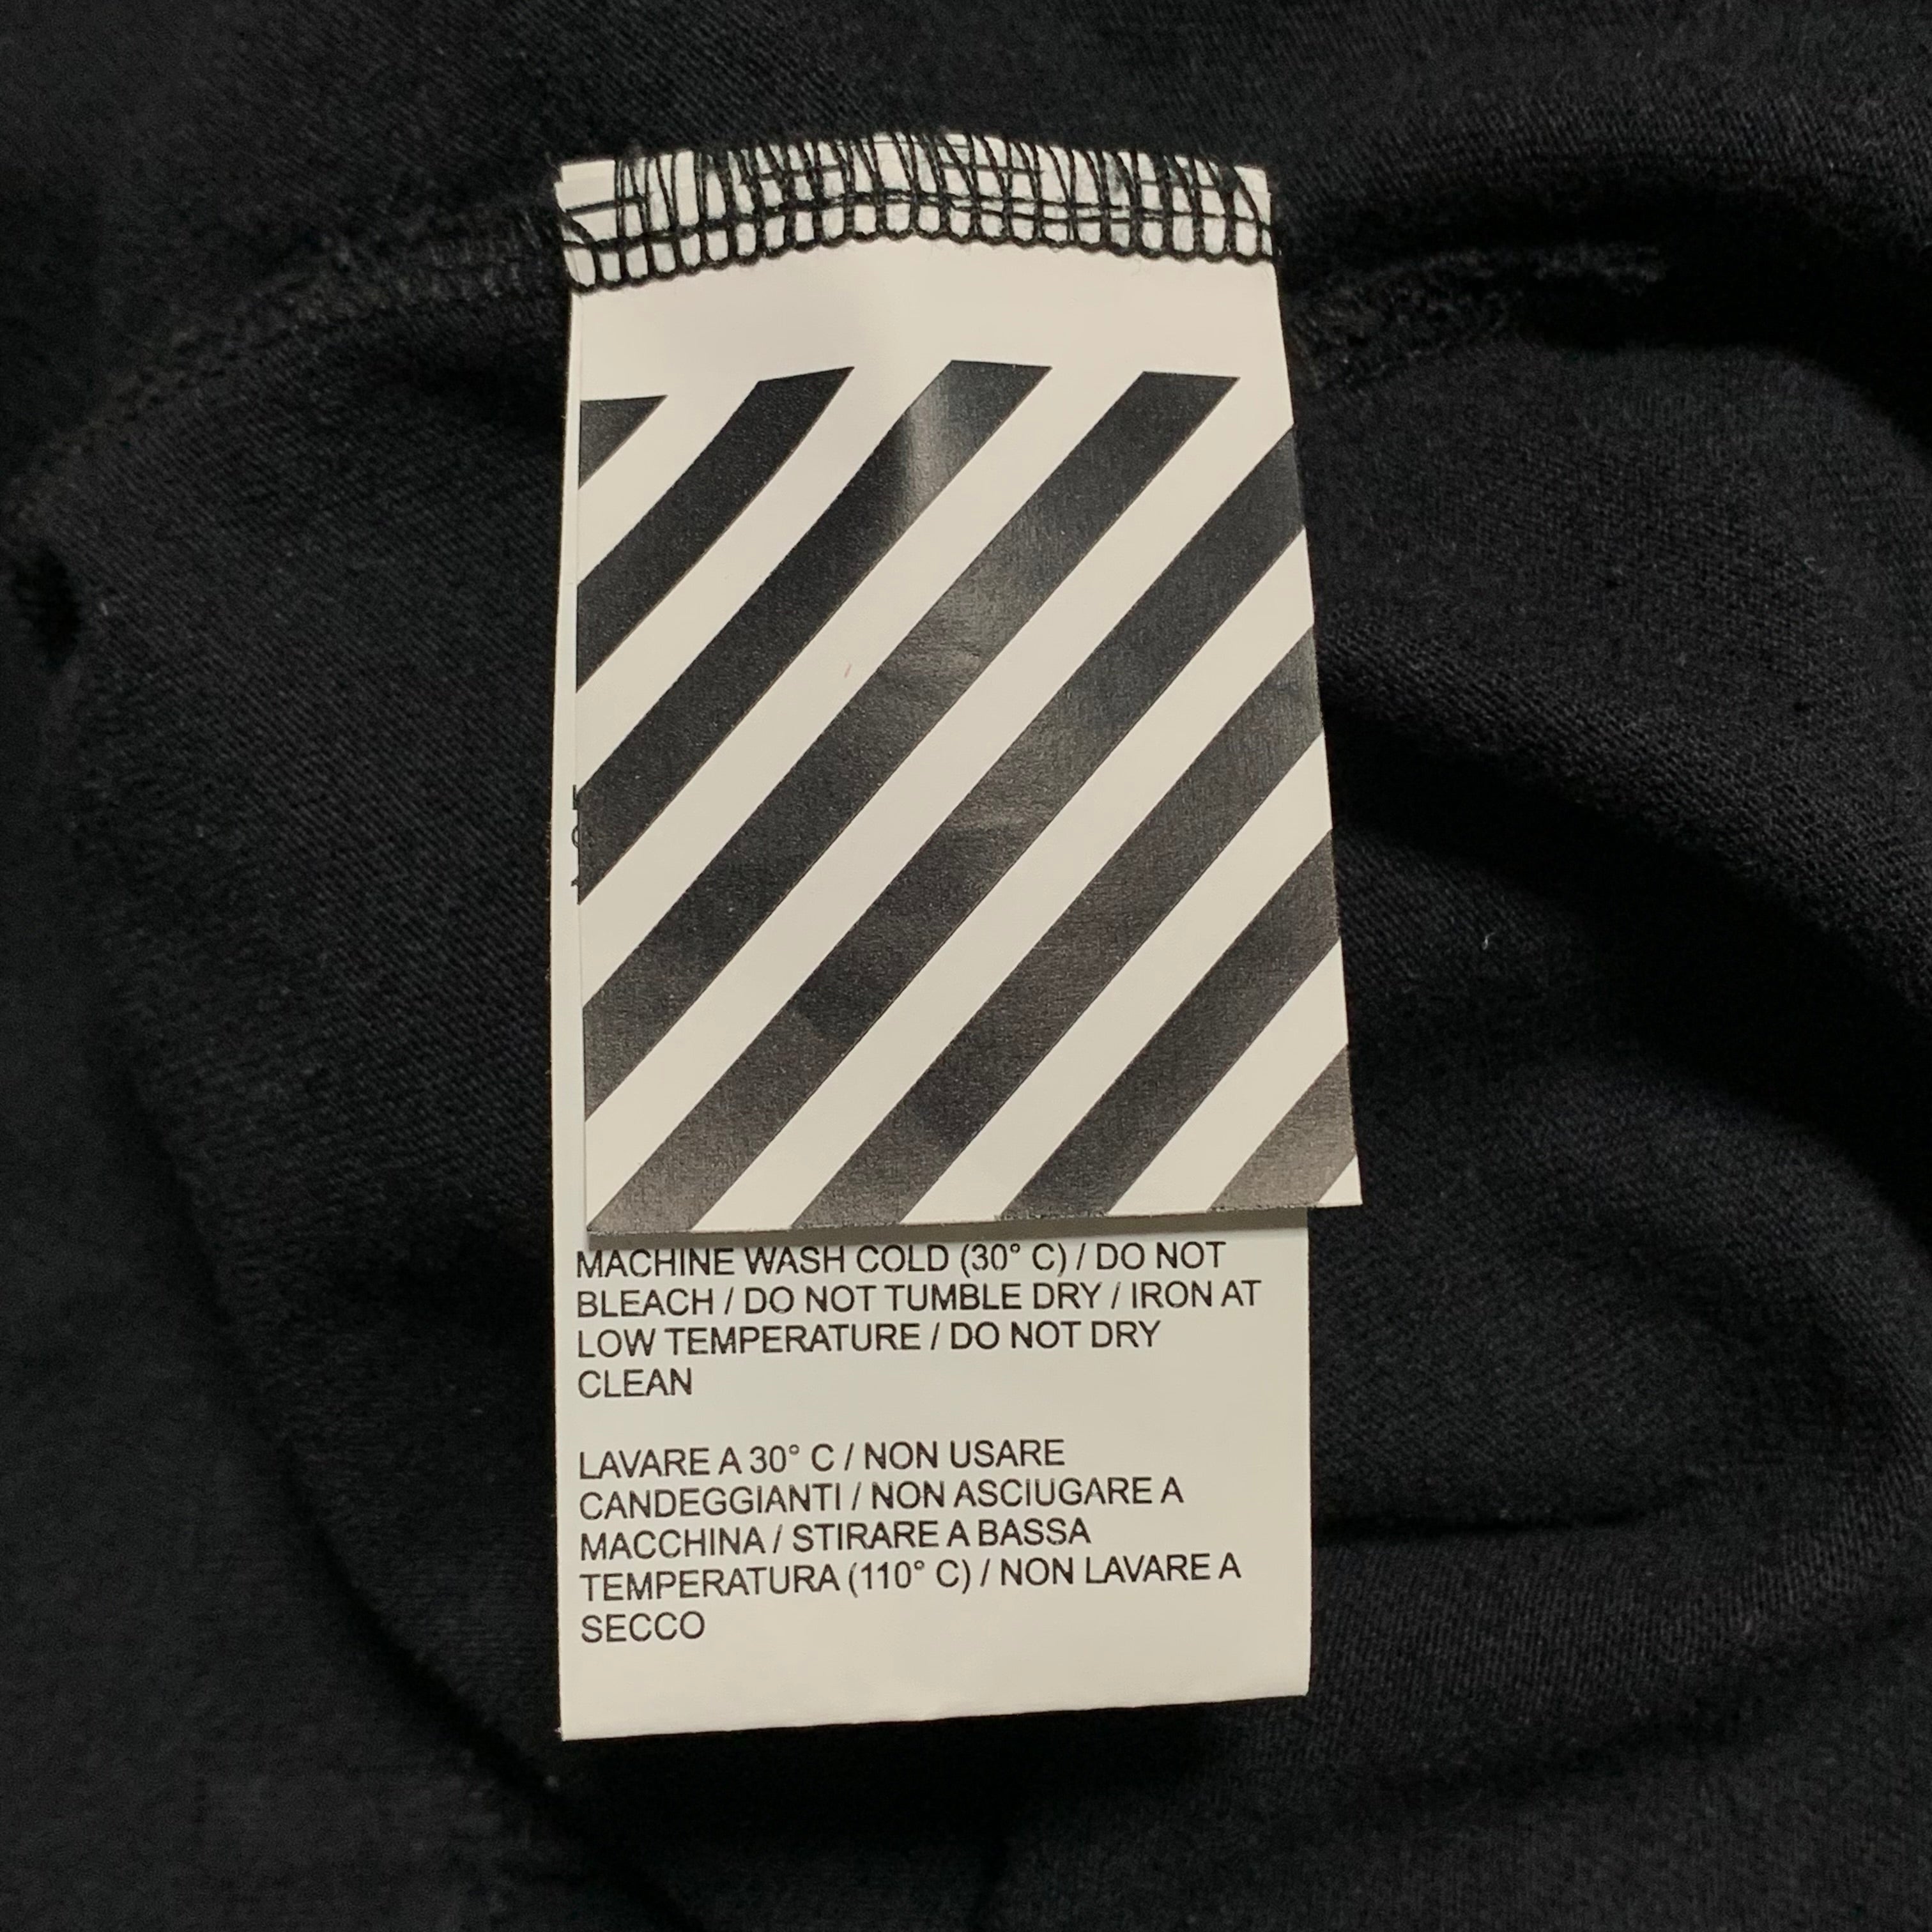 MACHINE WASH COLD (30° C) / DO NOT
BLEACH / DO NOT TUMBLE DRY / IRON AT
LOW TEMPERATURE / DO NOT DRY
CLEAN
LAVARE A 30° C / NON USARE
CANDEGGIANTI / NON ASCIUGARE A
MACCHINA / STIRARE A BASSA
TEMPERATURA (110° C) / NON LAVARE A
SECCO